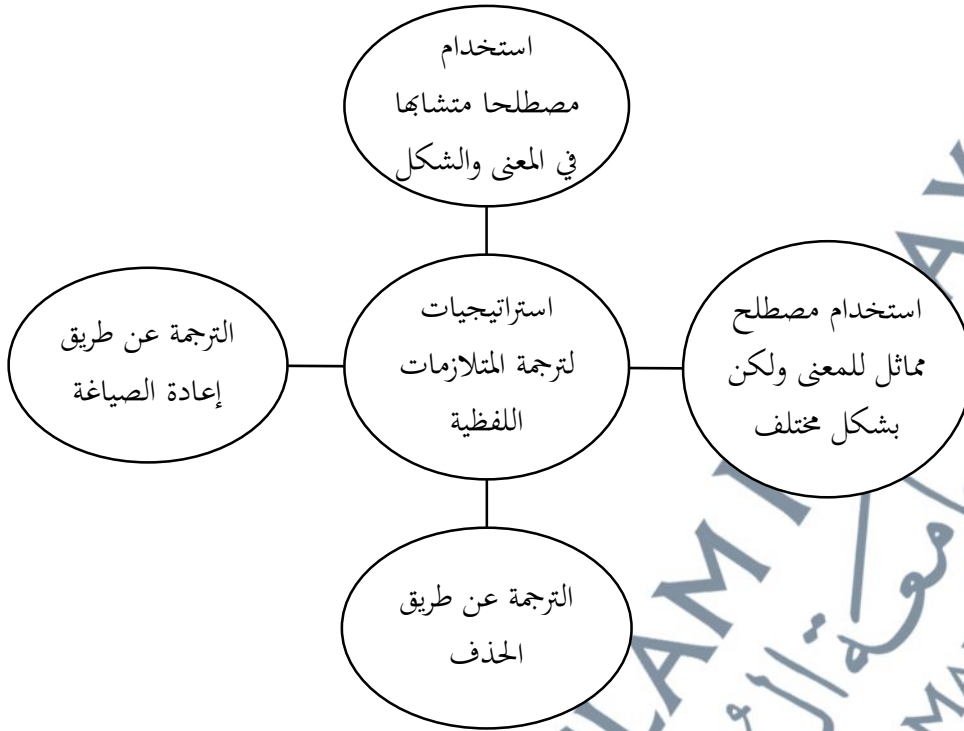 استخدام
مصطلحا متشابها
في المعنى والشكل
استخدام مصطلح
مماثل للمعنى ولكن
بشكل مختلف
استراتيجيات
لترجمة المتلازمات
اللفظية
الترجمة عن طريق
إعادة الصياغة
الترجمة عن طريق
الحذف